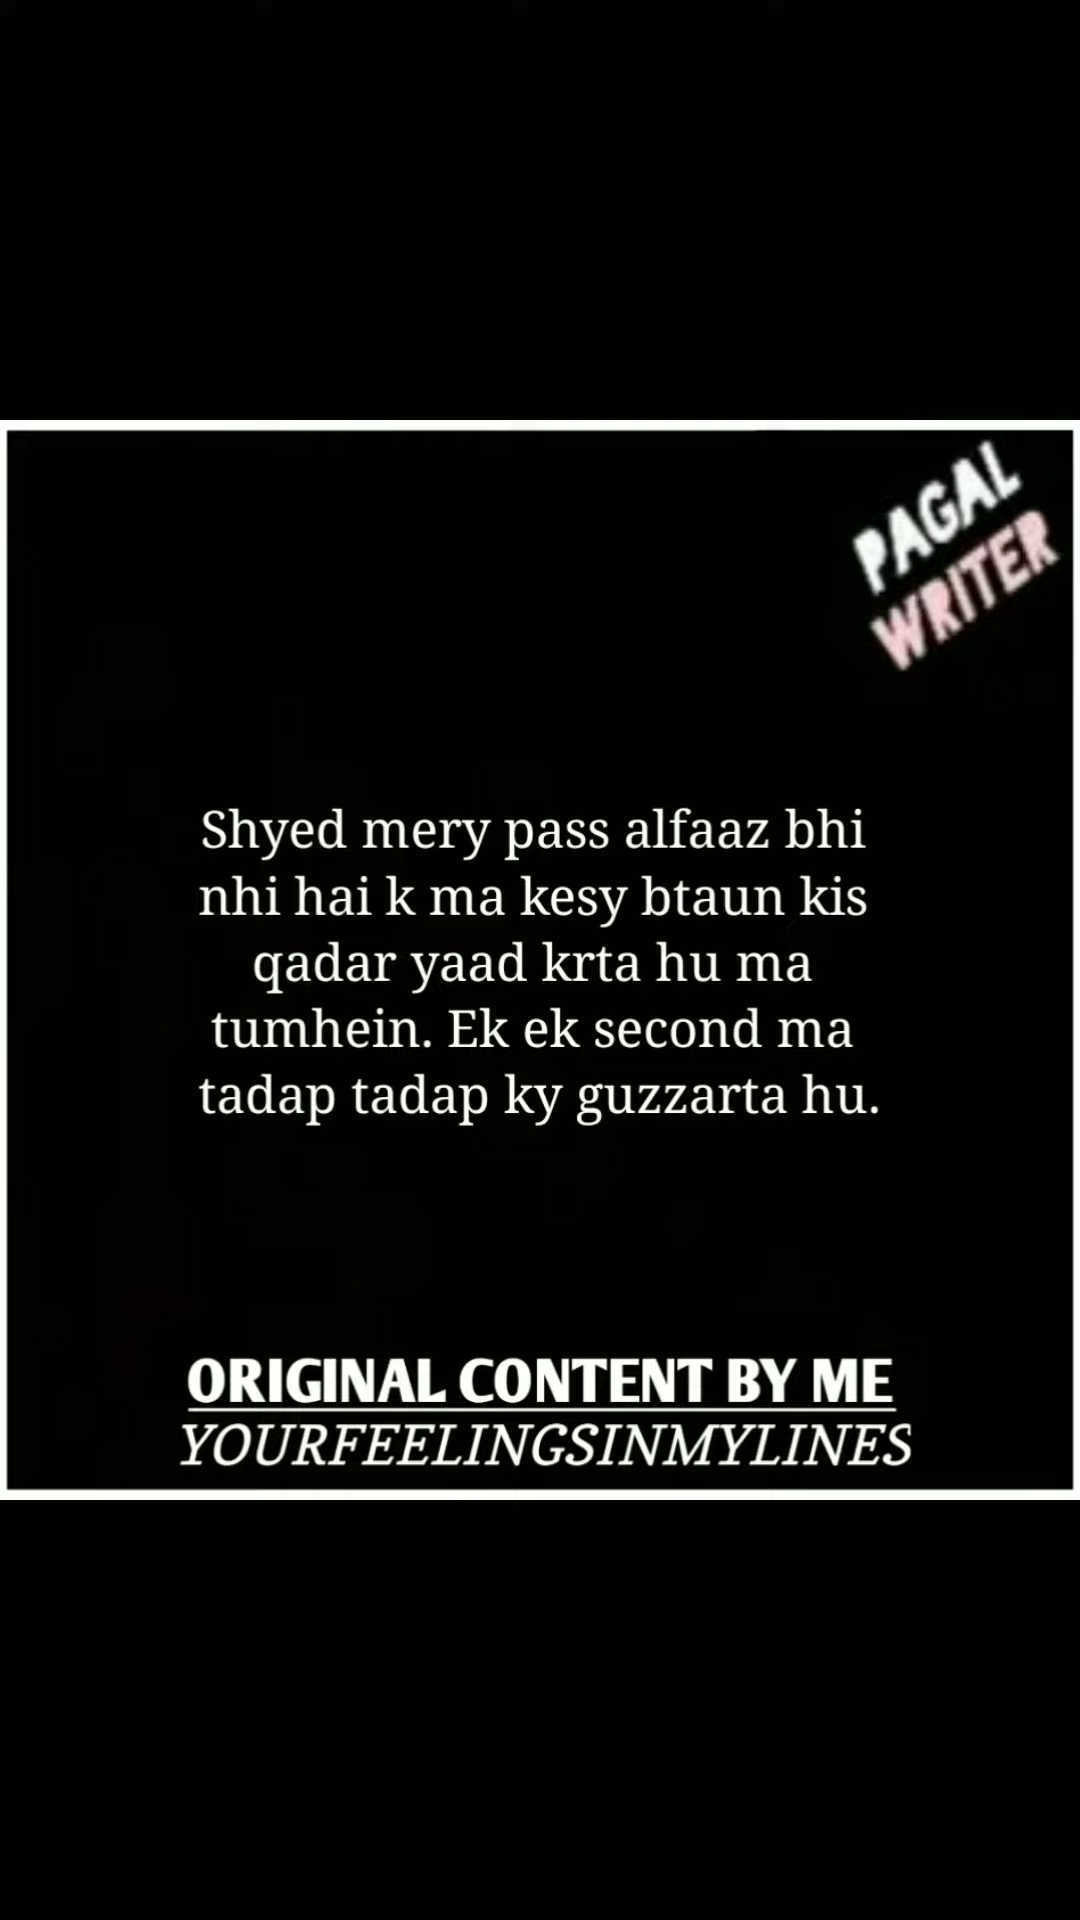 PAGAL
WRITER
Shyed mery pass alfaaz bhi
nhi hai k ma kesy btaun kis
qadar yaad krta hu ma
tumhein. Ek ek second ma
tadap tadap ky guzzarta hu.
ORIGINAL CONTENT BY ME
YOURFEELINGSINMYLINES